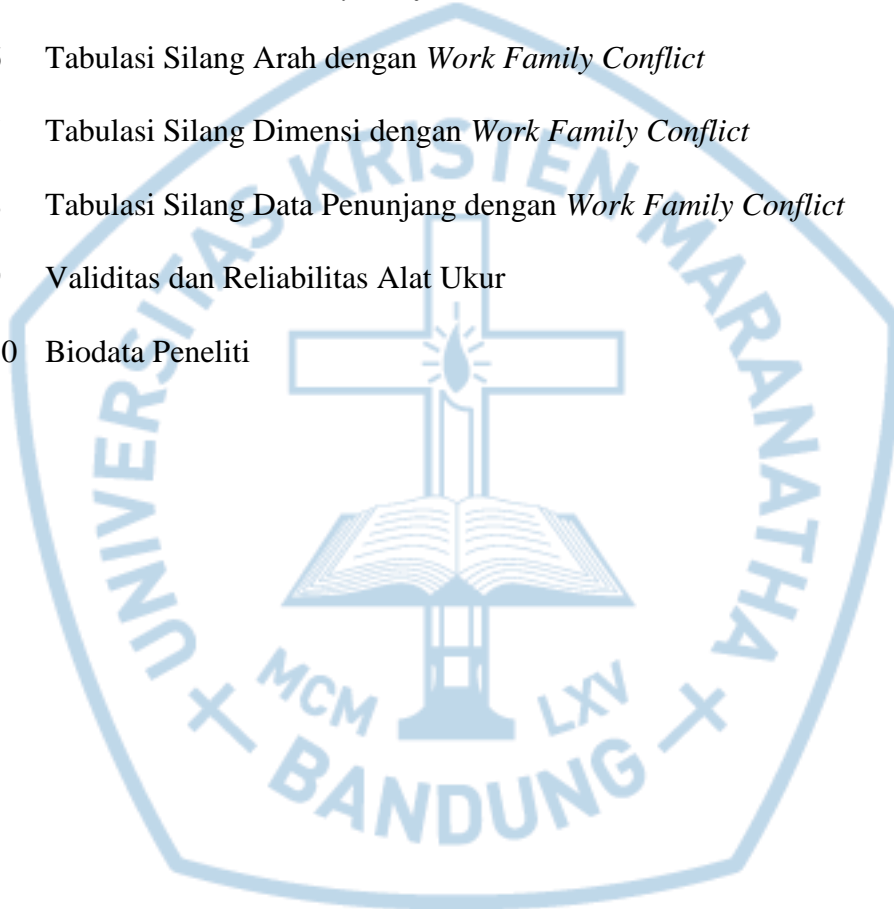 Tabulasi Silang Arah dengan Work Family Conflict
Tabulasi Silang Dimensi dengan Work Family Conflict
Tabulasi Silang Data Penunjang dengan Work Family Conflict
Validitas dan Reliabilitas Alat Ukur
0 Biodata Peneliti
UNIVERSITAS KRISTEN MARANATHA
MCM LXV
BANDUNG